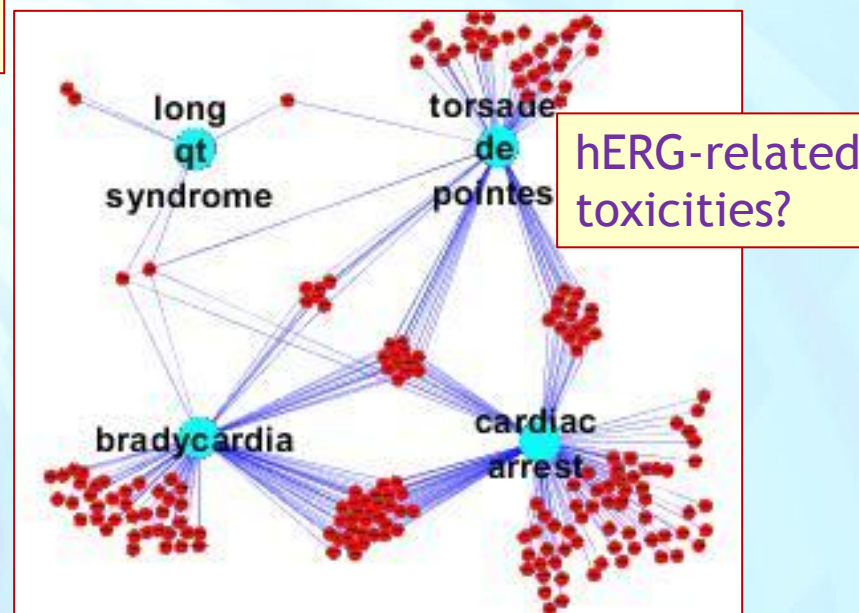 long
qt
syndrome
torsade
de
pointes
hERG-related
toxicities?
bradycardia
cardiac
arrest